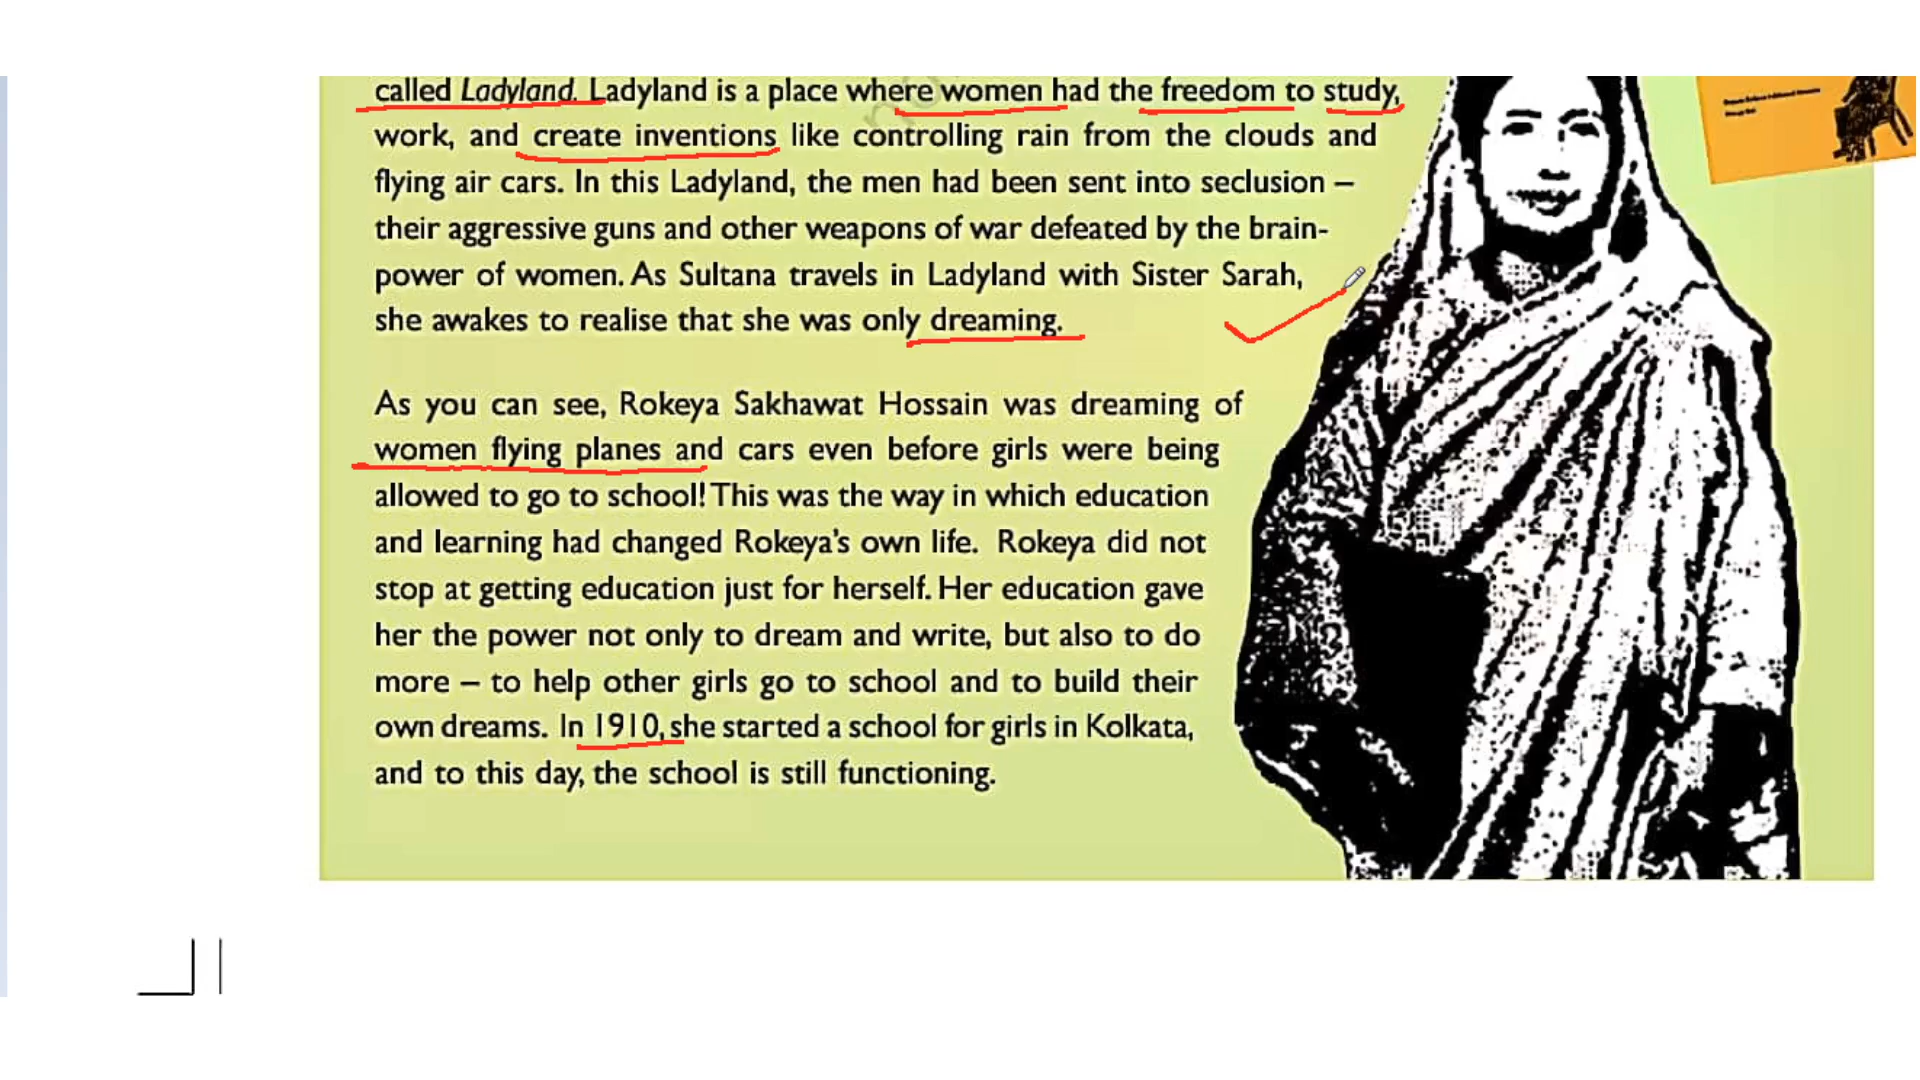 called Ladyland. Ladyland is a place where women had the freedom to study,
work, and create inventions like controlling rain from the clouds and
flying air cars. In this Ladyland, the men had been sent into seclusion –
their aggressive guns and other weapons of war defeated by the brain-
power of women. As Sultana travels in Ladyland with Sister Sarah,
she awakes to realise that she was only dreaming.
As you can see, Rokeya Sakhawat Hossain was dreaming of
women flying planes and cars even before girls were being
allowed to go to school! This was the way in which education
and learning had changed Rokeya’s own life. Rokeya did not
stop at getting education just for herself. Her education gave
her the power not only to dream and write, but also to do
more – to help other girls go to school and to build their
own dreams. In 1910, she started a school for girls in Kolkata,
and to this day, the school is still functioning.